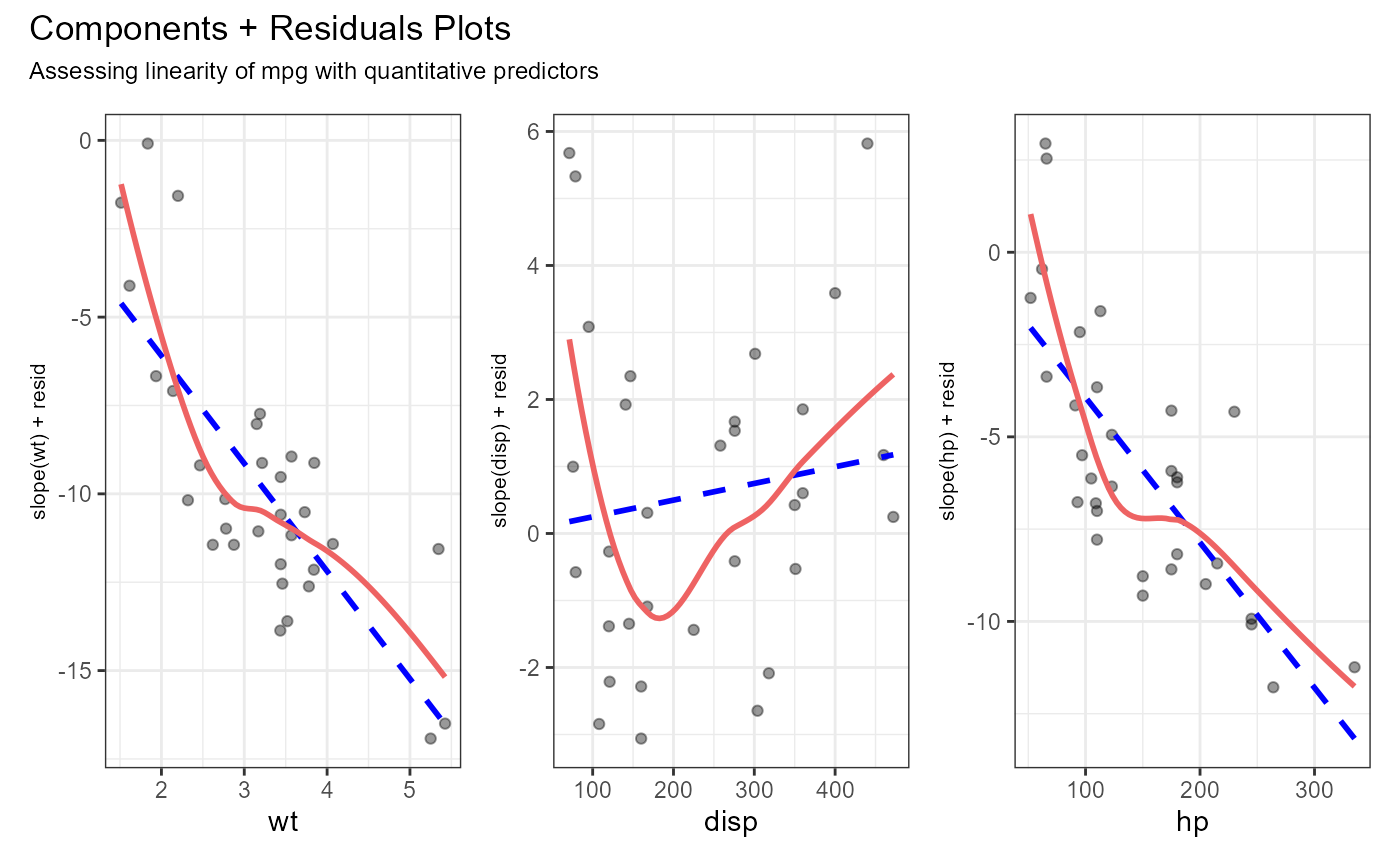 Components + Residuals Plots
Assessing linearity of mpg with quantitative predictors
slope(wt) + resid
0
-5
-10
-15
2 3 4 5
wt
slope(disp) + resid
6
4
2
0
-2
100 200 300 400
disp
slope(hp) + resid
0
-5
-10
100 200 300
hp